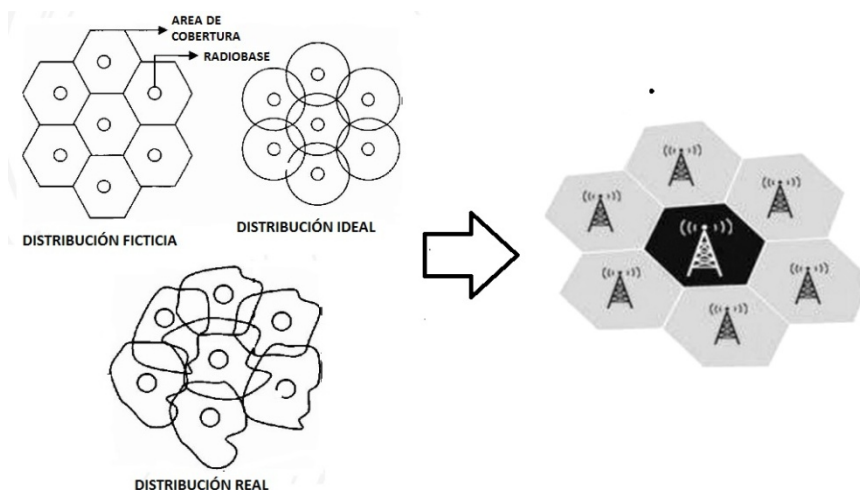 AREA DE
COBERTURA
RADIOBASE
DISTRIBUCIÓN FICTICIA
DISTRIBUCIÓN IDEAL
DISTRIBUCIÓN REAL